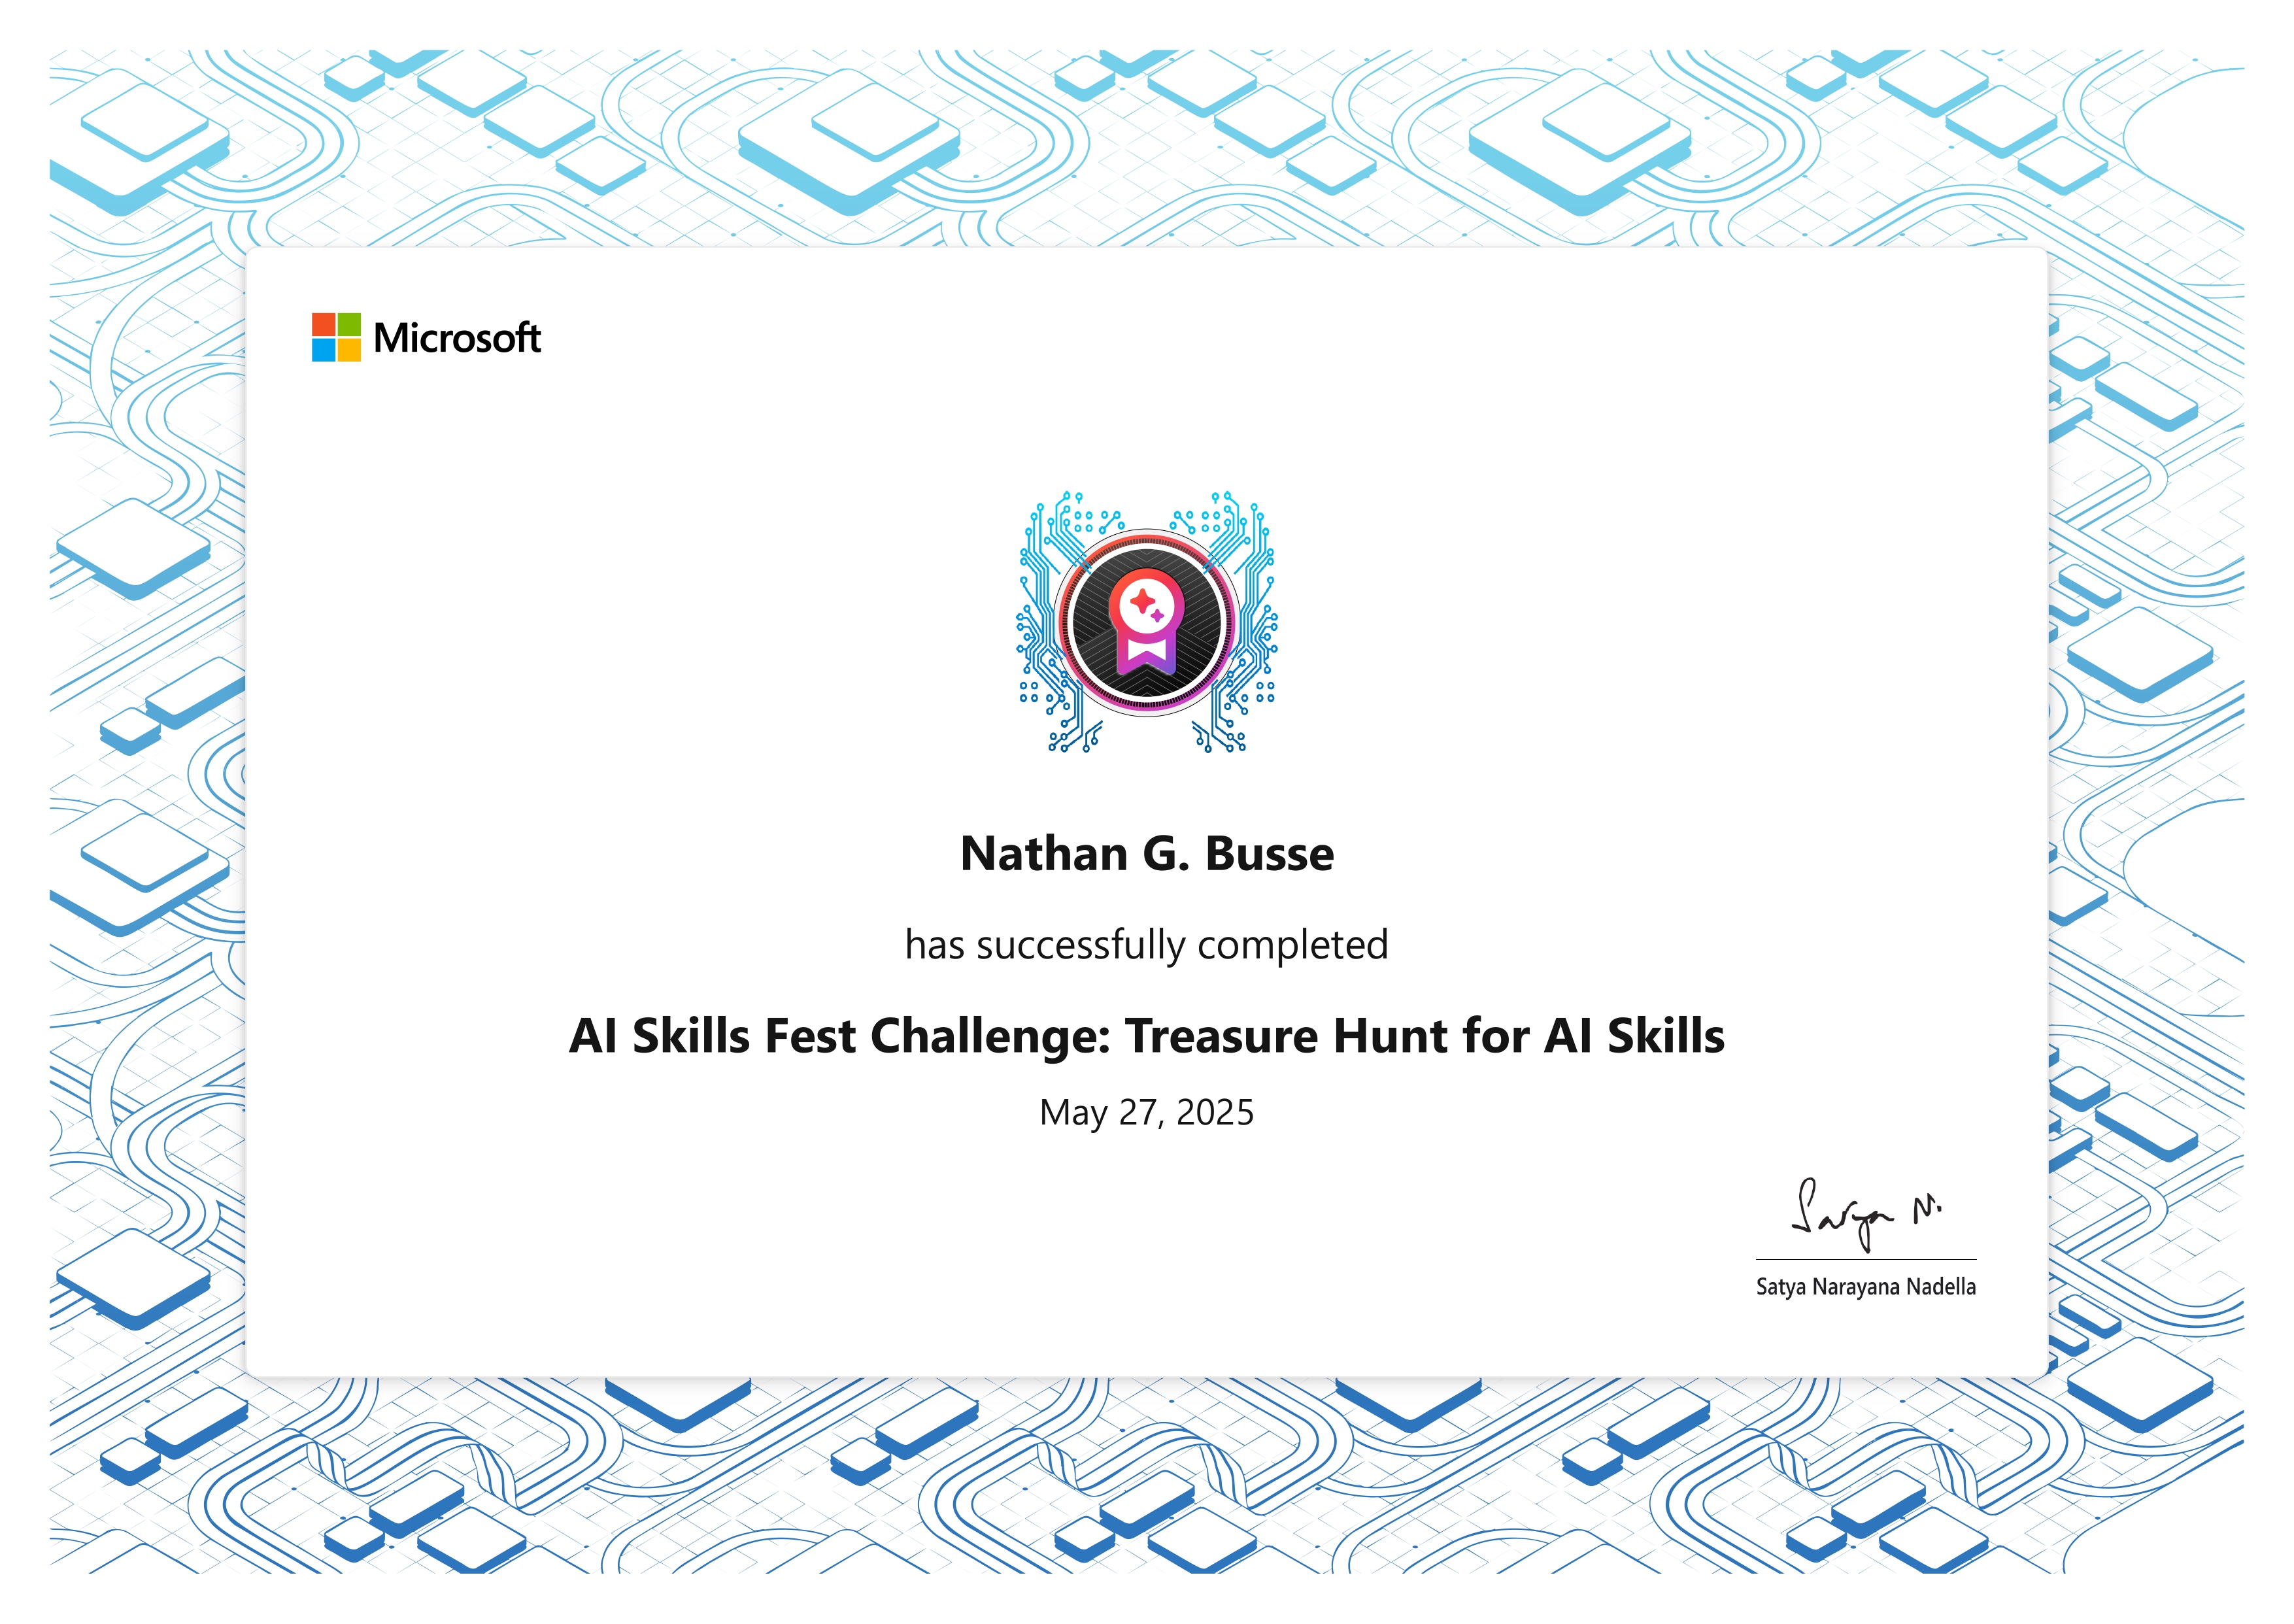 Microsoft
Nathan G. Busse
has successfully completed
AI Skills Fest Challenge: Treasure Hunt for AI Skills
May 27, 2025
Satya N.
Satya Narayana Nadella